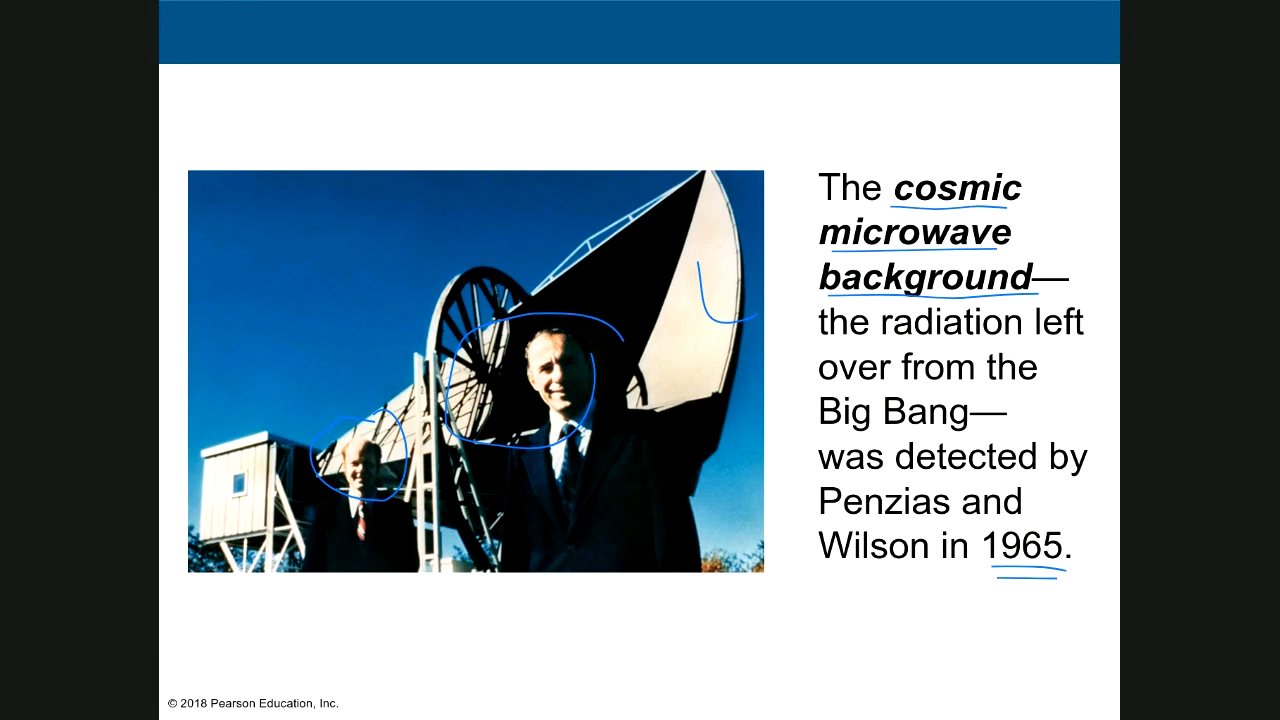 The cosmic
microwave
background—
the radiation left
over from the
Big Bang—
was detected by
Penzias and
Wilson in 1965.
© 2018 Pearson Education, Inc.